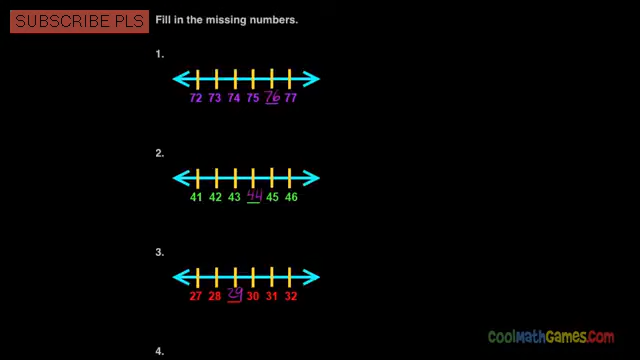 SUBSCRIBE PLS
Fill in the missing numbers.
1.
72 73 74 75 76 77
2.
41 42 43 44 45 46
3.
27 28 29 30 31 32
CoolMathGames.Com
4.